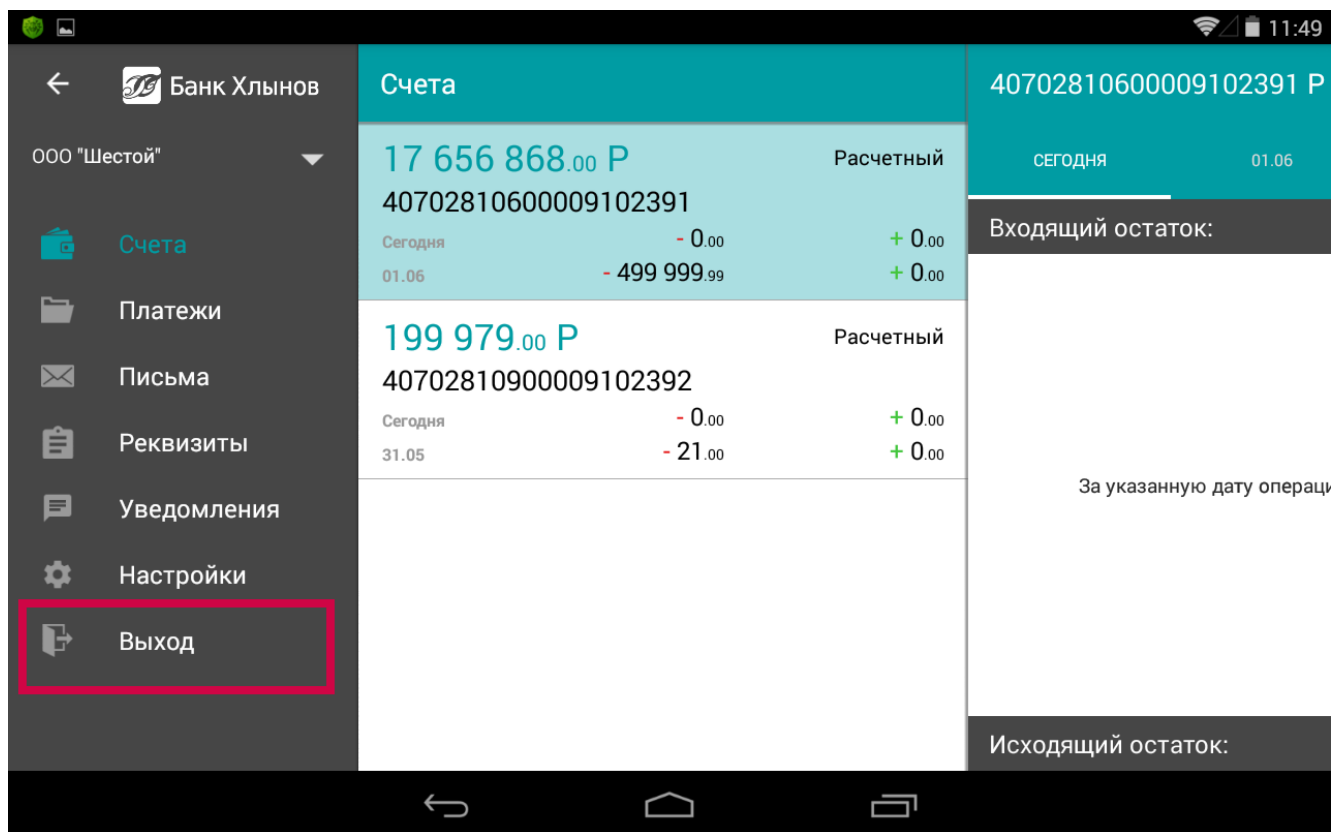 11:49
Банк Хлынов
ООО "Шестой"
Счета
Платежи
Письма
Реквизиты
Уведомления
Настройки
Выход
Счета
17 656 868.00 Р Расчетный
40702810600009102391
Сегодня - 0.00 + 0.00
01.06 - 499 999.99 + 0.00
199 979.00 Р Расчетный
40702810900009102392
Сегодня - 0.00 + 0.00
31.05 - 21.00 + 0.00
40702810600009102391 Р
СЕГОДНЯ 01.06
Входящий остаток:
За указанную дату операци
Исходящий остаток: